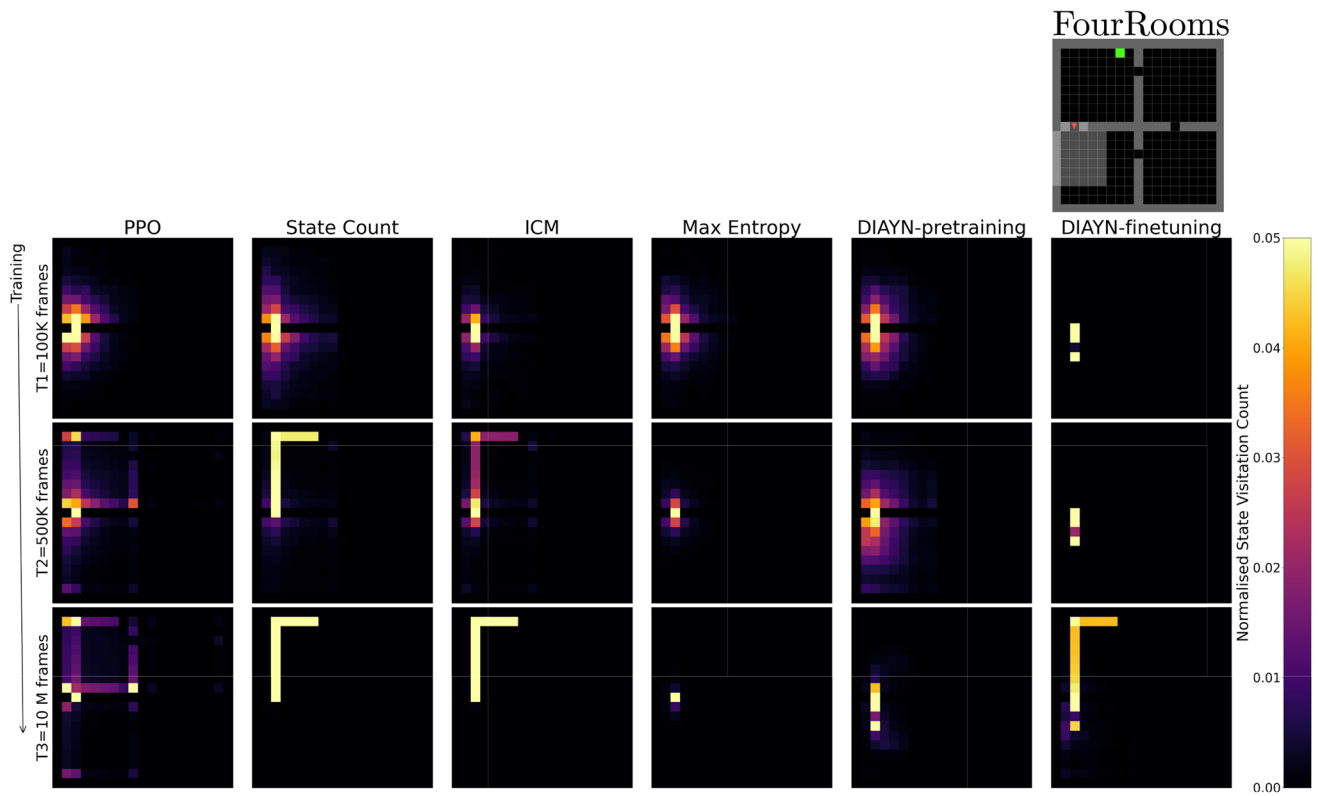 FourRooms
PPO
State Count
ICM
Max Entropy
DIAYN-pretraining
DIAYN-finetuning
Training
T1=100K frames
T2=500K frames
T3=10 M frames
0.05
0.04
0.03
0.02
0.01
0.00
Normalised State Visitation Count